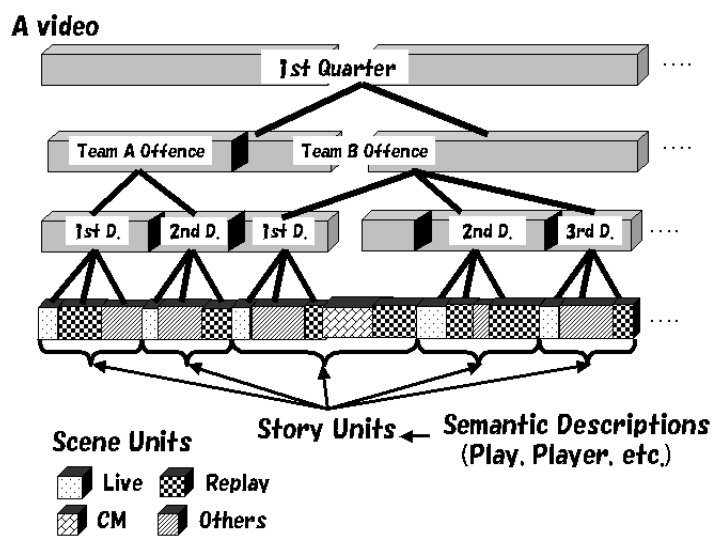 A video
1st Quarter
....
Team A Offence
Team B Offence
....
1st D.
2nd D.
1st D.
2nd D.
3rd D.
....
....
Story Units
Semantic Descriptions
(Play, Player, etc.)
Scene Units
Live
Replay
CM
Others